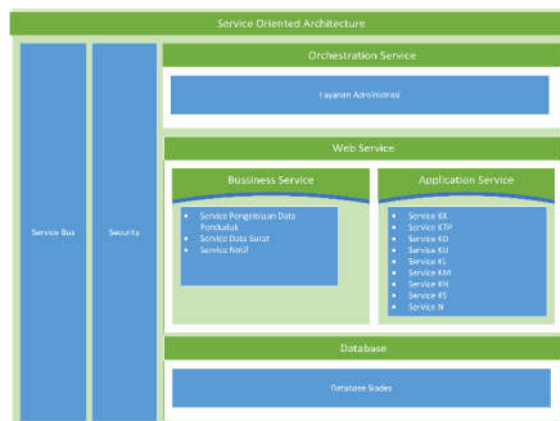 Service Oriented Architecture
Service Bus
Security
Orchestration Service
Layanan Administrasi
Web Service
Bussiness Service
Service Pengelolaan Data
Penduduk
Service Data Surat
Service Notif
Application Service
Service KK
Service KTP
Service KD
Service KU
Service KL
Service KM
Service KH
Service KS
Service N
Database
Database Siades